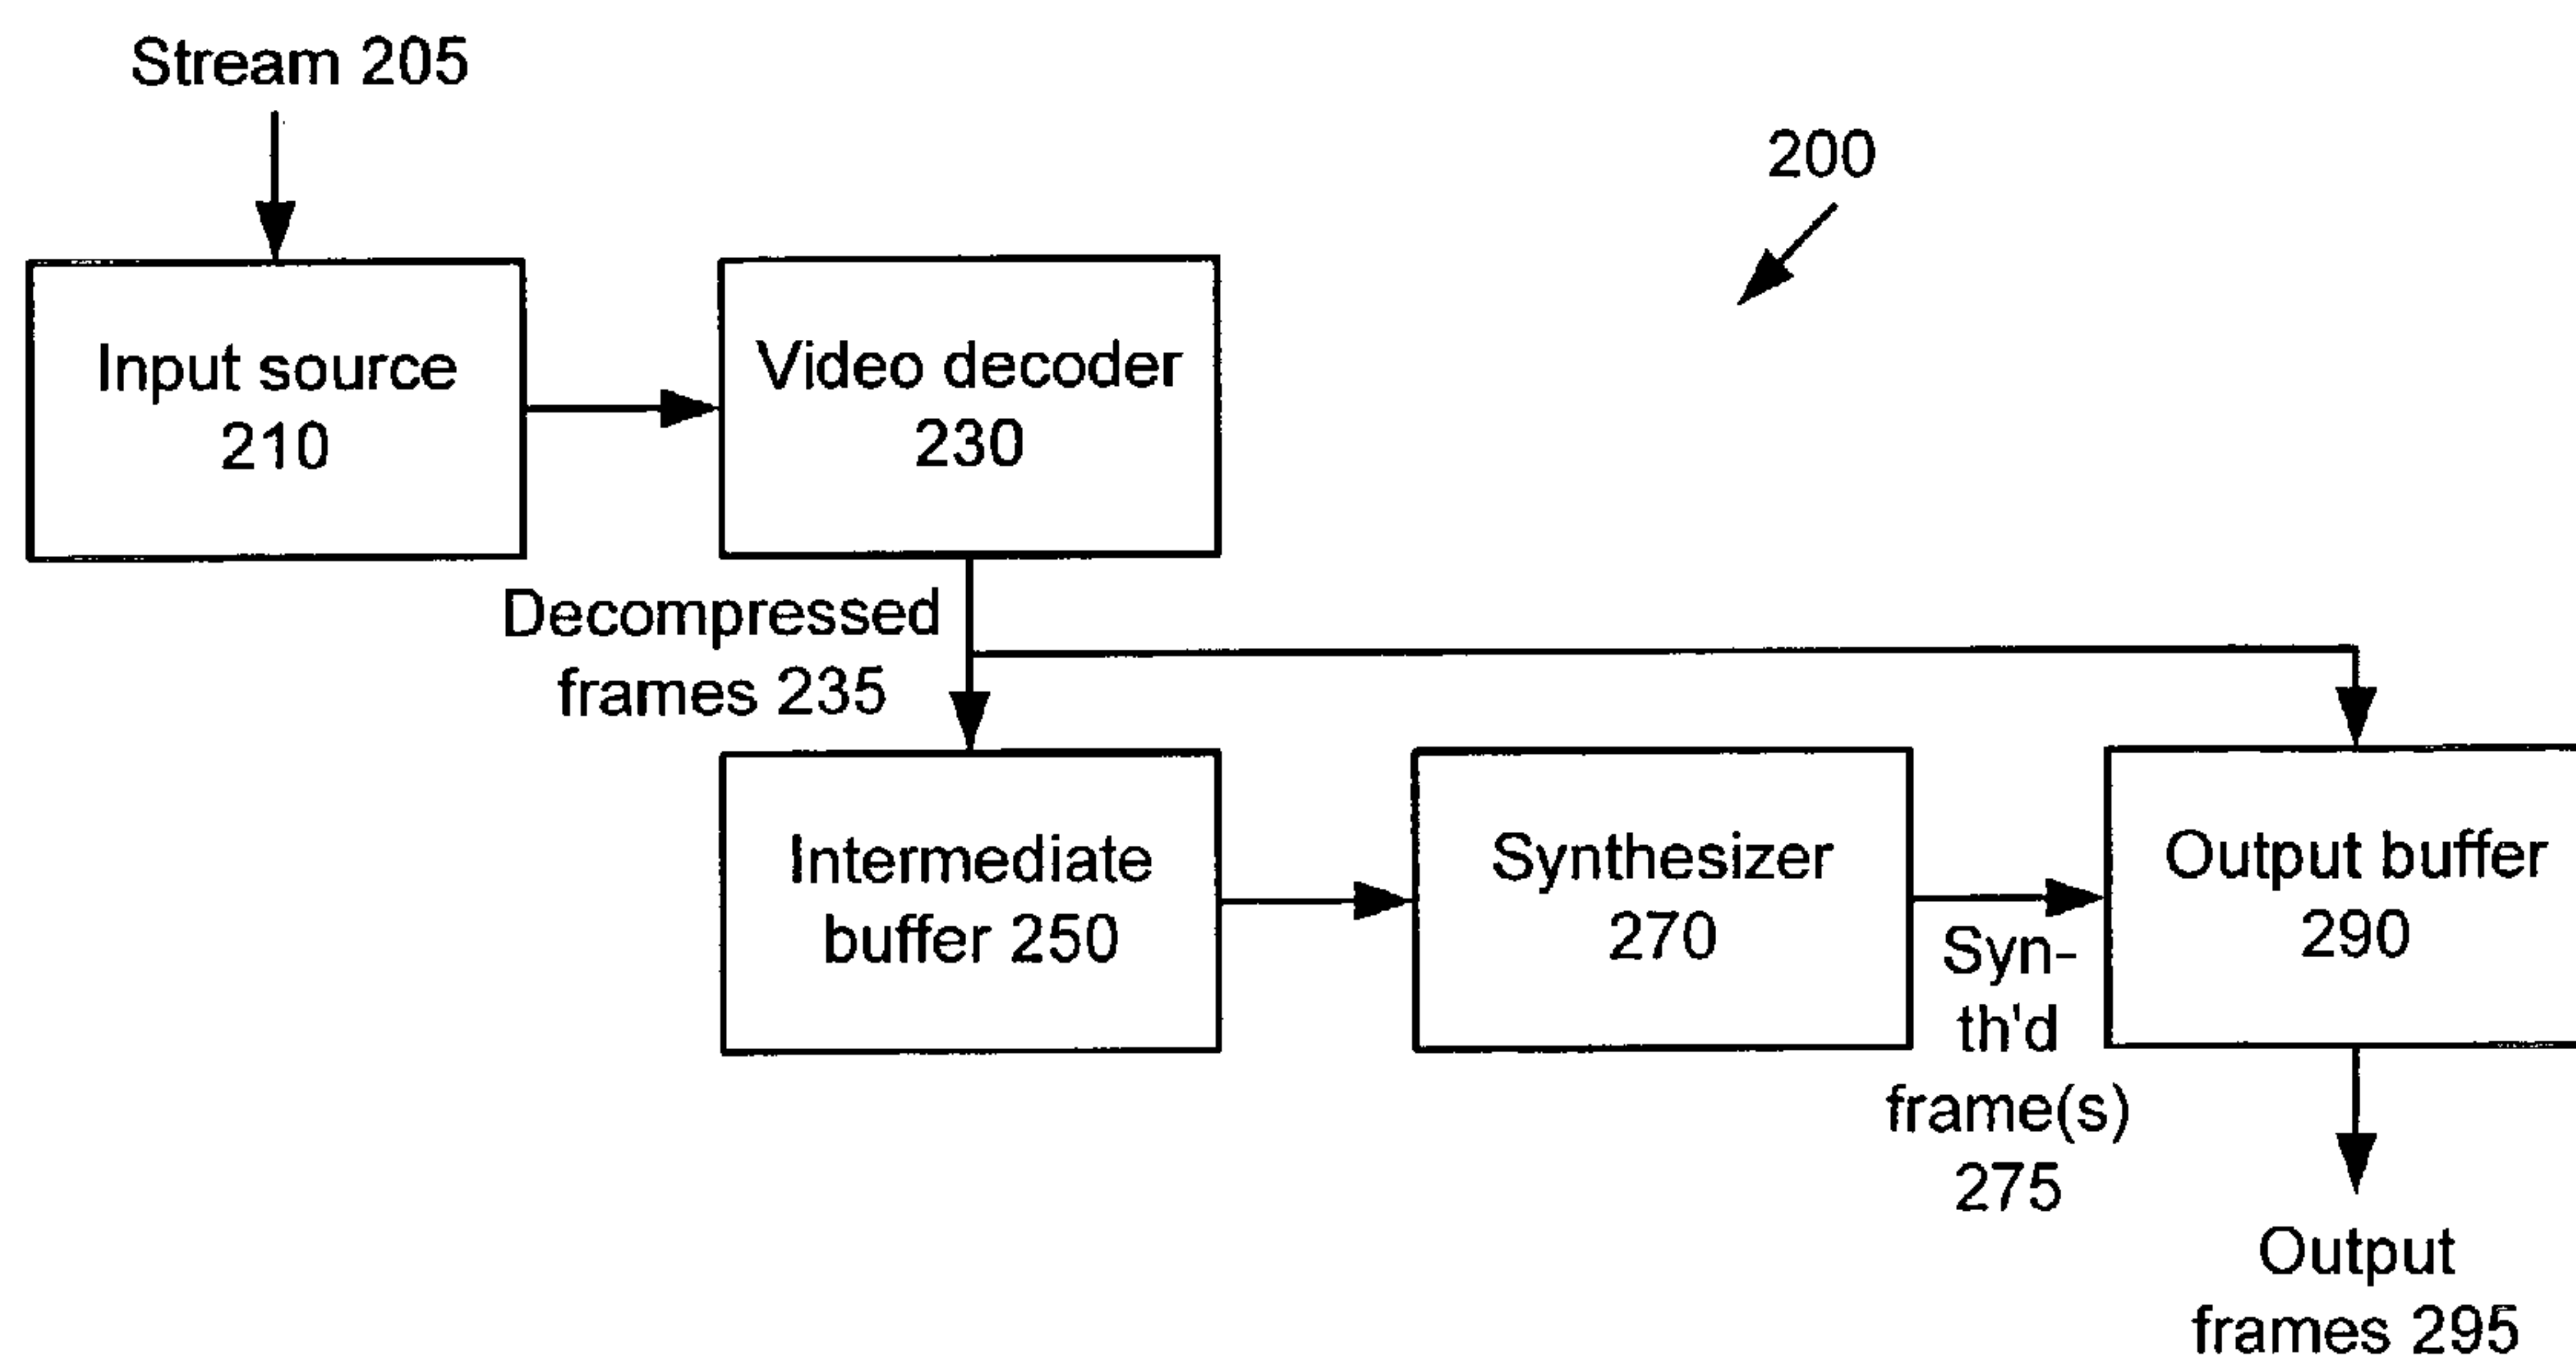 Stream 205
200
Input source
210
Video decoder
230
Decompressed
frames 235
Intermediate
buffer 250
Synthesizer
270
Syn-
th'd
frame(s)
275
Output buffer
290
Output
frames 295